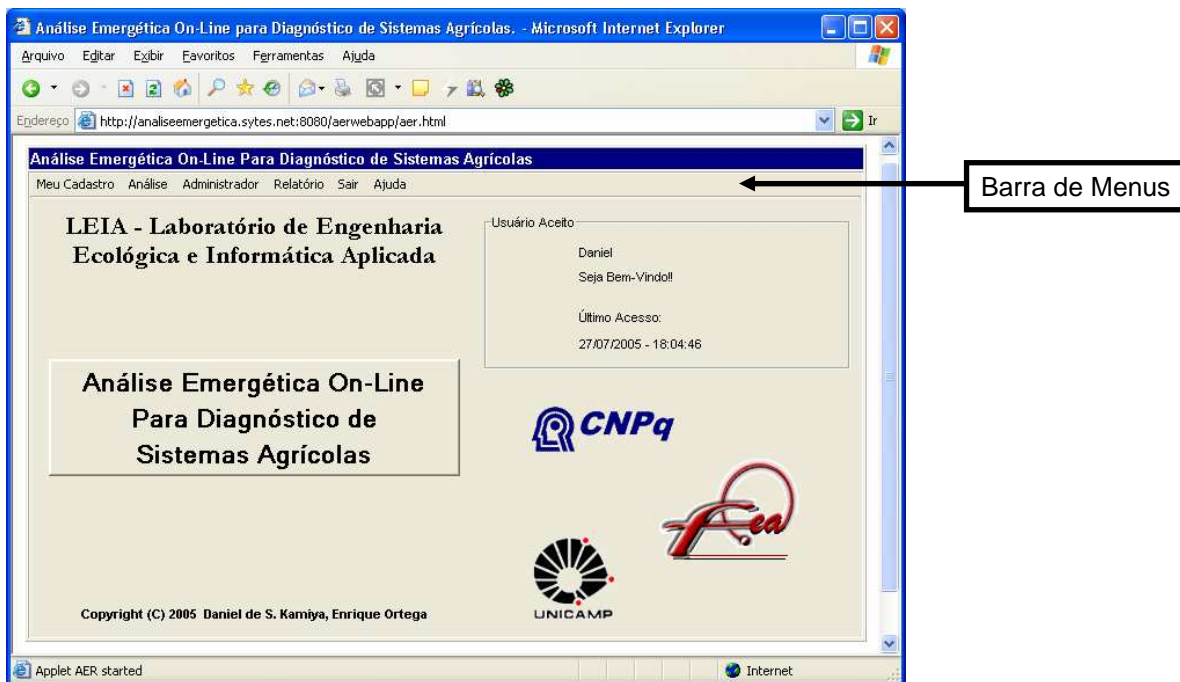 Análise Emergética On-Line para Diagnóstico de Sistemas Agrícolas. - Microsoft Internet Explorer
Arquivo Editar Exibir Favoritos Ferramentas Ajuda
Endereço http://analiseemergetica.sytes.net:8080/aerwebapp/aer.html Ir
Análise Emergética On-Line Para Diagnóstico de Sistemas Agrícolas
Meu Cadastro Análise Administrador Relatório Sair Ajuda
Barra de Menus
LEIA - Laboratório de Engenharia
Ecológica e Informática Aplicada
Usuário Aceito
Daniel
Seja Bem-Vindo!!
Último Acesso:
27/07/2005 - 18:04:46
Análise Emergética On-Line
Para Diagnóstico de
Sistemas Agrícolas
CNPq
fea
UNICAMP
Copyright (C) 2005 Daniel de S. Kamiya, Enrique Ortega
Applet AER started
Internet